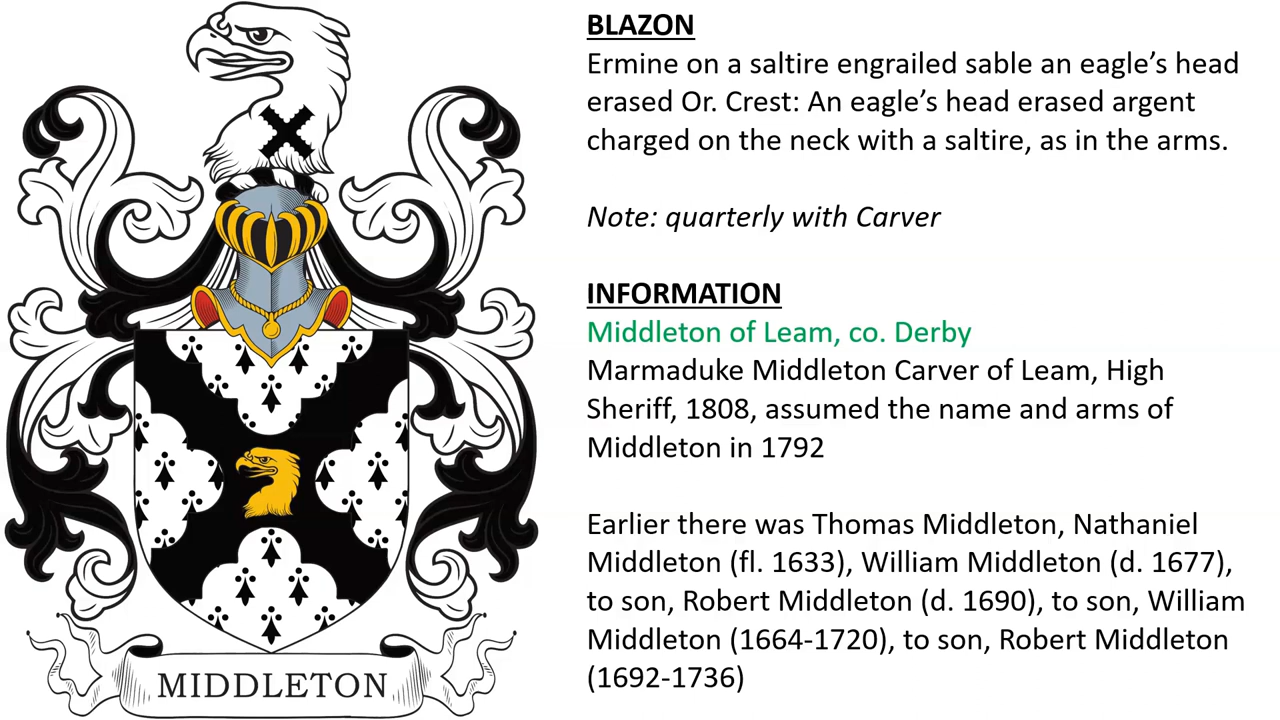 BLAZON
Ermine on a saltire engrailed sable an eagle’s head
erased Or. Crest: An eagle’s head erased argent
charged on the neck with a saltire, as in the arms.
Note: quarterly with Carver
INFORMATION
Middleton of Leam, co. Derby
Marmaduke Middleton Carver of Leam, High
Sheriff, 1808, assumed the name and arms of
Middleton in 1792
Earlier there was Thomas Middleton, Nathaniel
Middleton (fl. 1633), William Middleton (d. 1677),
to son, Robert Middleton (d. 1690), to son, William
Middleton (1664-1720), to son, Robert Middleton
(1692-1736)
MIDDLETON